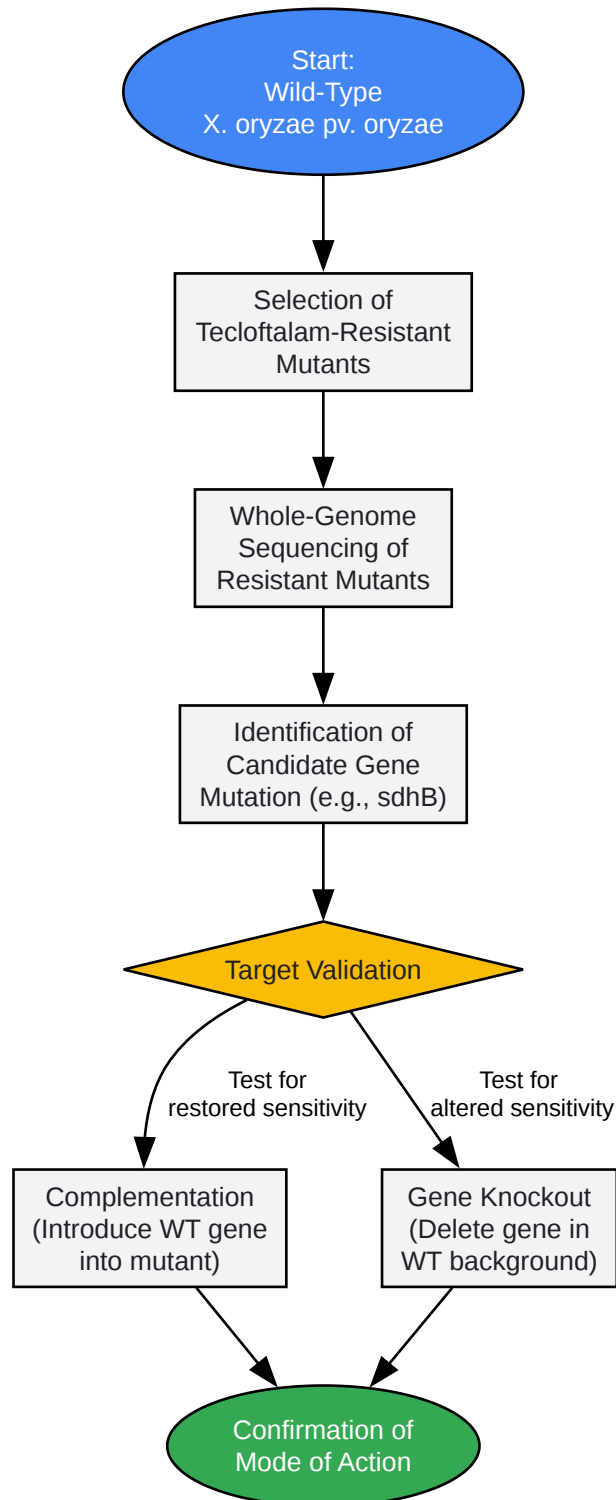 Start:
Wild-Type
X. oryzae pv. oryzae
Selection of
Tecloftalam-Resistant
Mutants
Whole-Genome
Sequencing of
Resistant Mutants
Identification of
Candidate Gene
Mutation (e.g., sdhB)
Target Validation
Test for
restored sensitivity
Test for
altered sensitivity
Complementation
(Introduce WT gene
into mutant)
Gene Knockout
(Delete gene in
WT background)
Confirmation of
Mode of Action